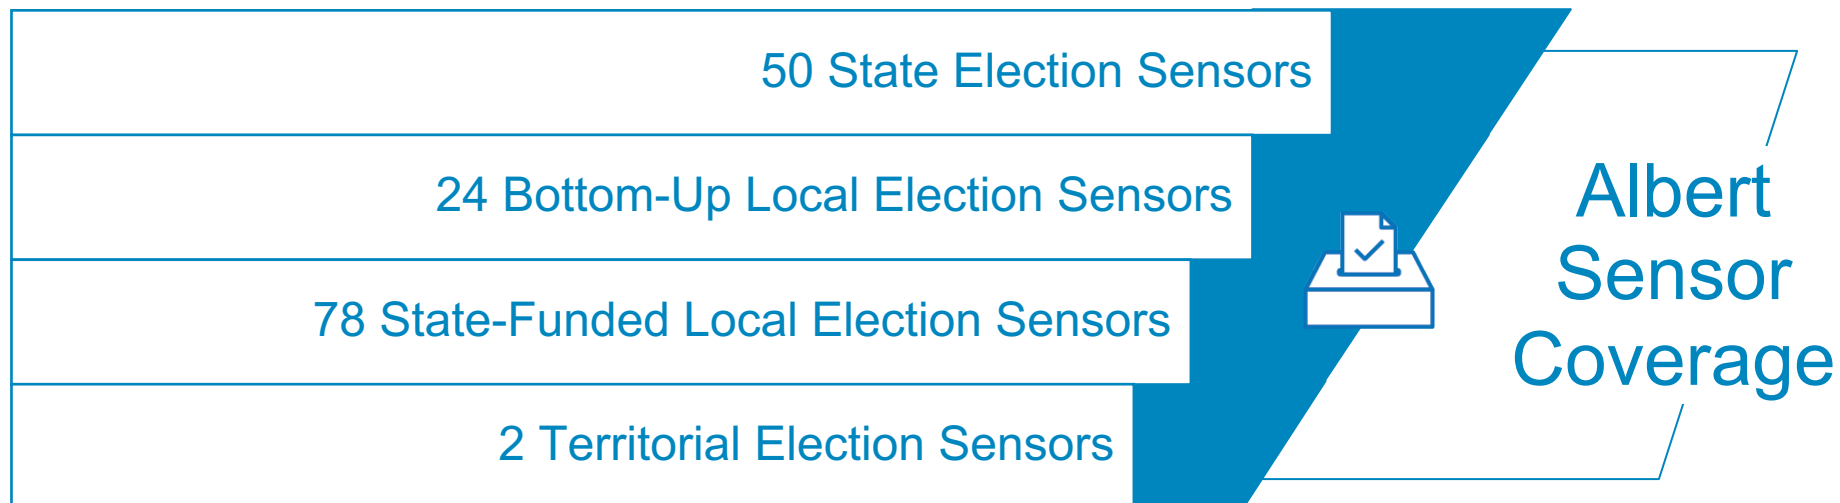 50 State Election Sensors
24 Bottom-Up Local Election Sensors
78 State-Funded Local Election Sensors
2 Territorial Election Sensors
Albert
Sensor
Coverage